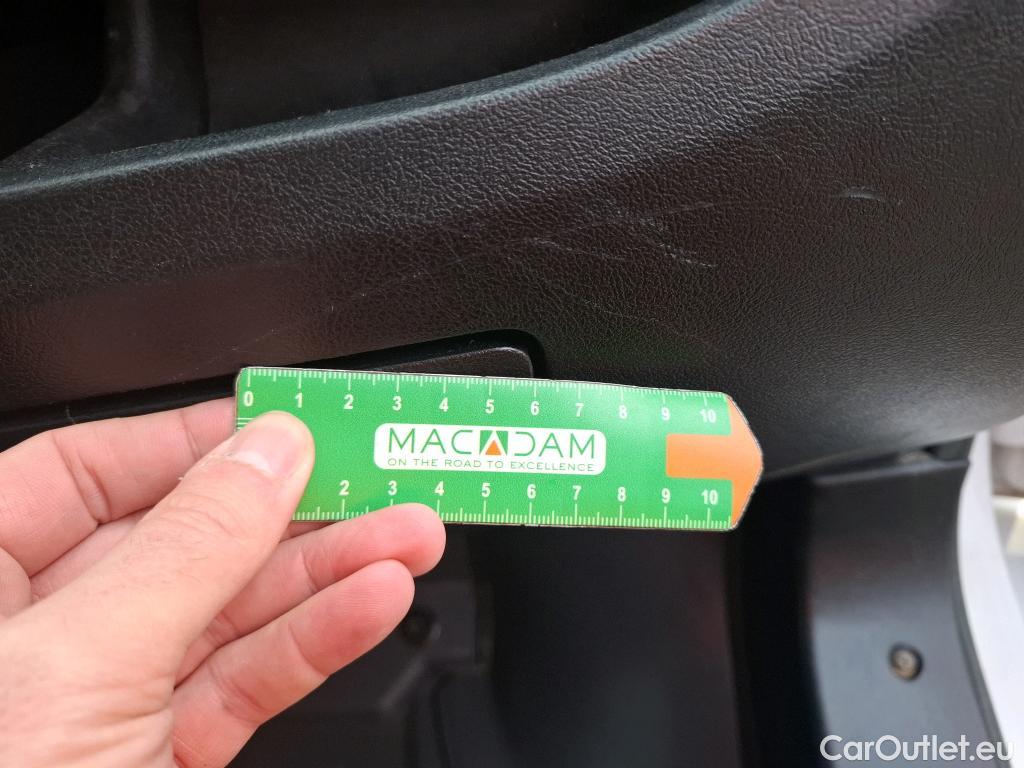 0 1 2 3 4 5 6 7 8 9 10
MACADAM
ON THE ROAD TO EXCELLENCE
2 3 4 5 6 7 8 9 10
CarOutlet.eu